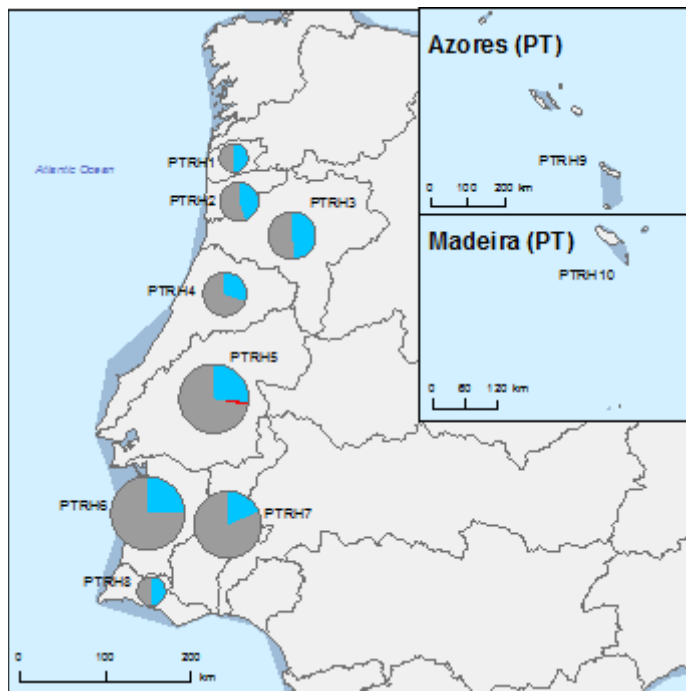 Azores (PT)
PTRH9
0 100 200
km
Madeira (PT)
PTRH10
0 60 120 km
Atlantic Ocean
PTRH1
PTRH2
PTRH3
PTRH4
PTRH5
PTRH6
PTRH7
PTRH8
0 100 200
km